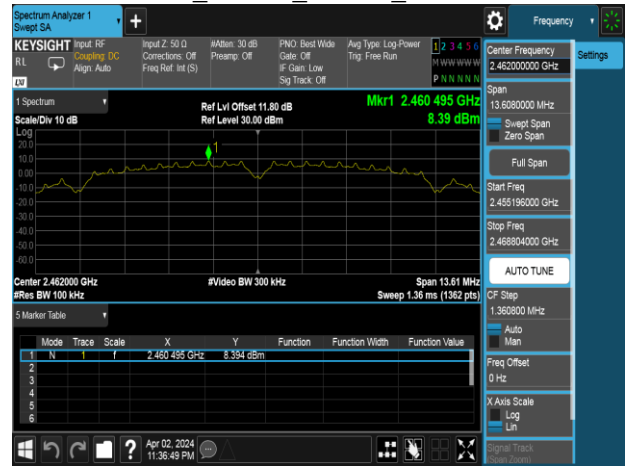 Spectrum Analyzer 1
Swept SA
Frequency
KEYSIGHT
RL
Input: RF
Coupling: DC
Align: Auto
Input Z: 50 Ω
Corrections: Off
Freq Ref: Int (S)
#Atten: 30 dB
Preamp: Off
PNO: Best Wide
Gate: Off
IF Gain: Low
Sig Track: Off
Avg Type: Log-Power
Trig: Free Run
1 2 3 4 5 6
M W W W W W
P N N N N N
LXI
1 Spectrum
Scale/Div 10 dB
Log
Ref Lvl Offset 11.80 dB
Ref Level 30.00 dBm
Mkr1 2.460 495 GHz
8.39 dBm
1
20.0
10.0
0.00
-10.0
-20.0
-30.0
-40.0
-50.0
-60.0
Center 2.462000 GHz
#Res BW 100 kHz
#Video BW 300 kHz
Span 13.61 MHz
Sweep 1.36 ms (1362 pts)
5 Marker Table
Mode Trace Scale X Y Function Function Width Function Value
1 N 1 f 2.460 495 GHz 8.394 dBm
2
3
4
5
6
?
Apr 02, 2024
11:36:49 PM
Center Frequency
2.462000000 GHz
Settings
Span
13.6080000 MHz
Swept Span
Zero Span
Full Span
Start Freq
2.455196000 GHz
Stop Freq
2.468804000 GHz
AUTO TUNE
CF Step
1.360800 MHz
Auto
Man
Freq Offset
0 Hz
X Axis Scale
Log
Lin
Signal Track
(Span Zoom)